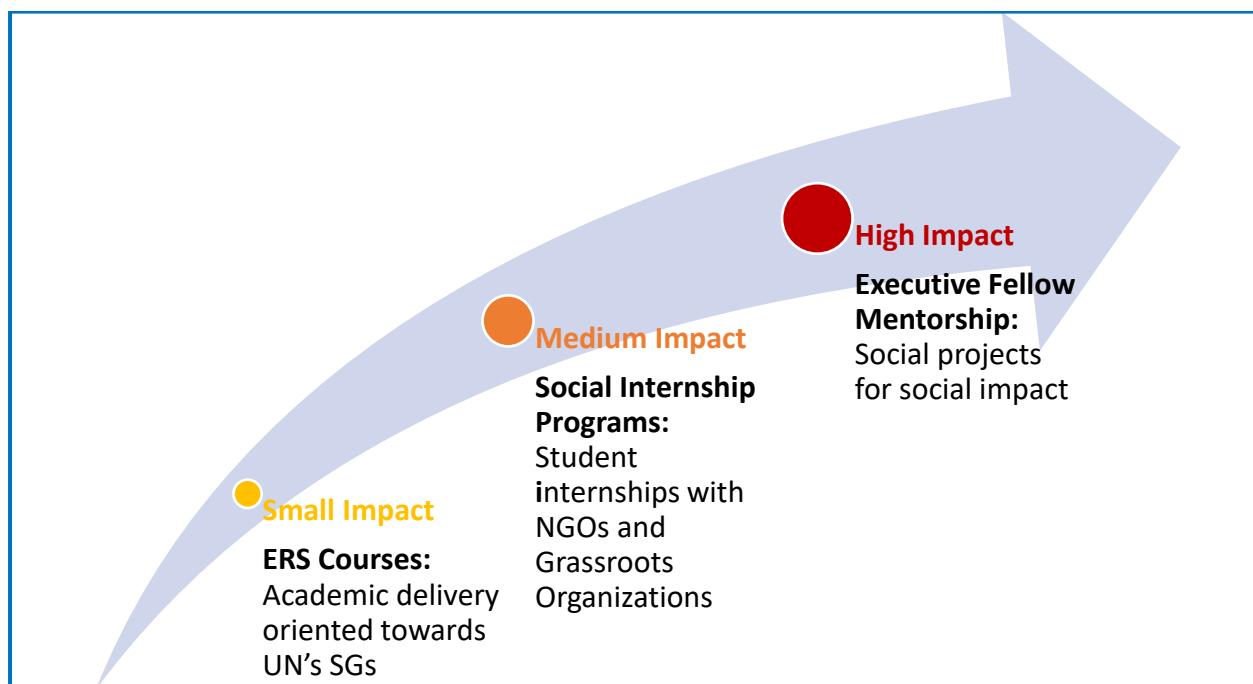 High Impact
Executive Fellow
Mentorship:
Social projects
for social impact
Medium Impact
Social Internship
Programs:
Student
internships with
NGOs and
Grassroots
Organizations
Small Impact
ERS Courses:
Academic delivery
oriented towards
UN’s SGs